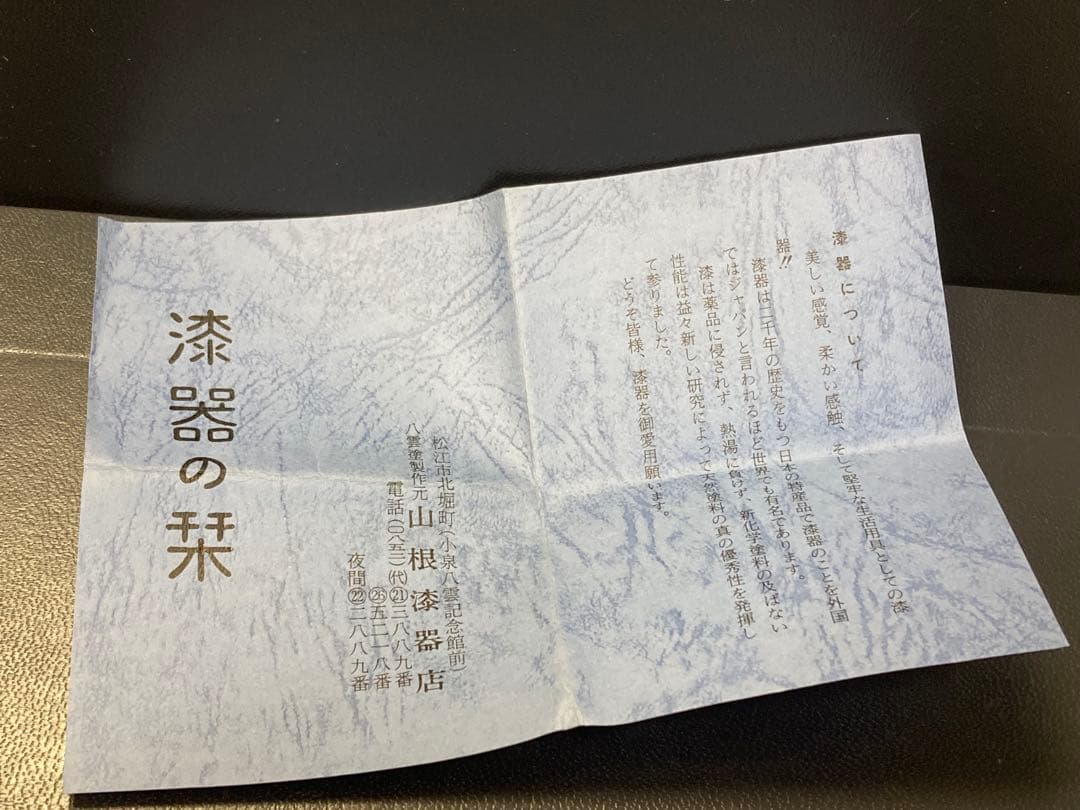 漆器について
美しい感覚、柔かい感触、そして堅牢な生活用具としての漆
器!!
漆器は二千年の歴史をもつ日本の特産品で漆器のことを外国
ではジャパンと言われるほど世界でも有名であります。
漆は薬品に侵されず、熱湯に負けず、新化学塗料の及ばない
性能は益々新しい研究によって天然塗料の真の優秀性を発揮し
て参りました。
どうぞ皆様、漆器を御愛用願います。
松江市北堀町(小泉八雲記念館前)
八雲塗製作元 山根漆器店
電話(〇八五二)(代)㉑三八八九番
㉖五二一八番
夜間㉒二八八九番
漆器の栞